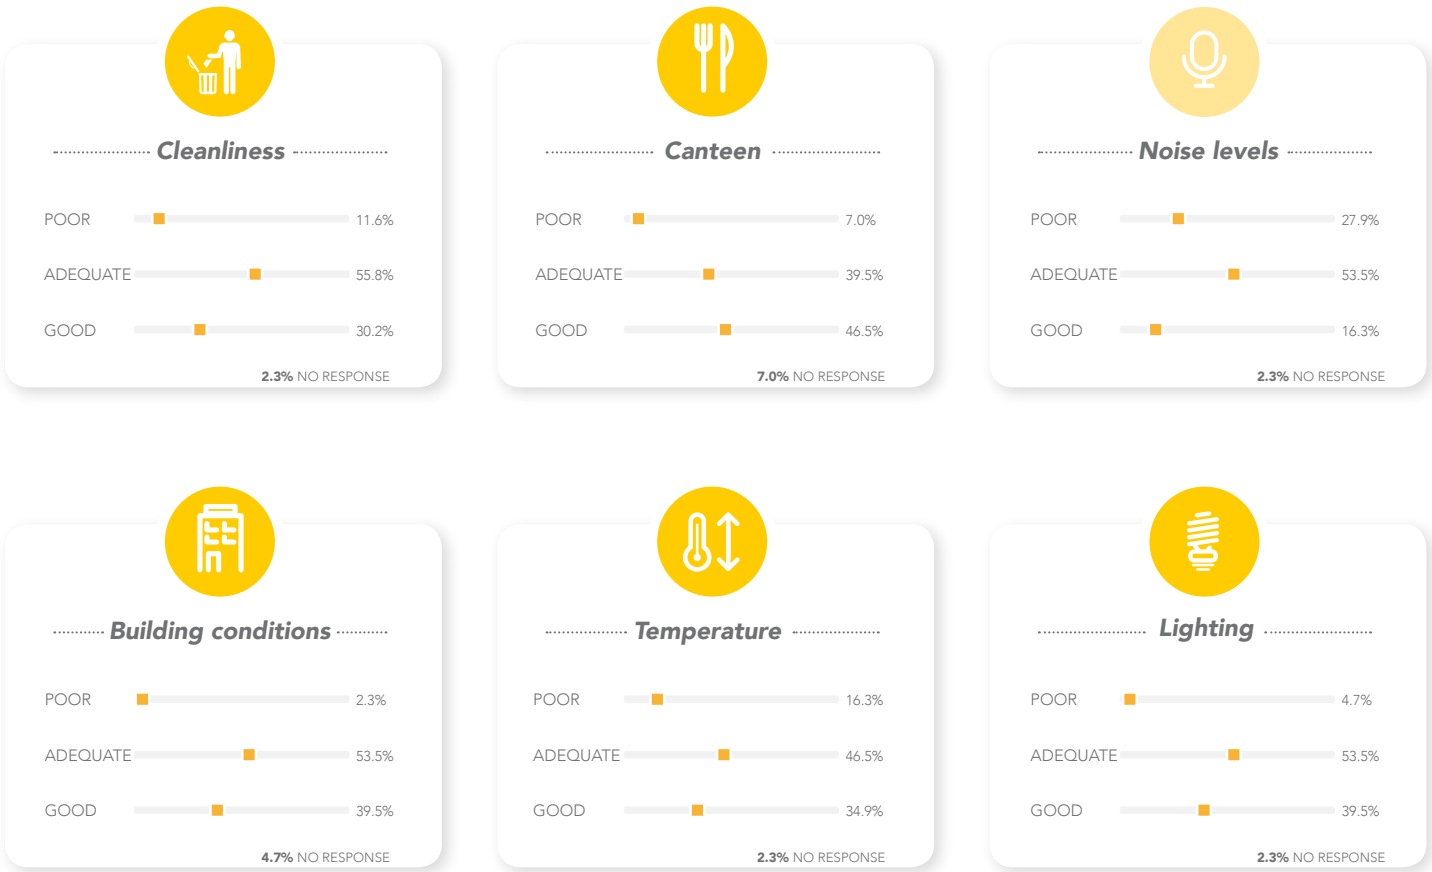 Cleanliness
POOR 11.6%
ADEQUATE 55.8%
GOOD 30.2%
2.3% NO RESPONSE
Canteen
POOR 7.0%
ADEQUATE 39.5%
GOOD 46.5%
7.0% NO RESPONSE
Noise levels
POOR 27.9%
ADEQUATE 53.5%
GOOD 16.3%
2.3% NO RESPONSE
Building conditions
POOR 2.3%
ADEQUATE 53.5%
GOOD 39.5%
4.7% NO RESPONSE
Temperature
POOR 16.3%
ADEQUATE 46.5%
GOOD 34.9%
2.3% NO RESPONSE
Lighting
POOR 4.7%
ADEQUATE 53.5%
GOOD 39.5%
2.3% NO RESPONSE